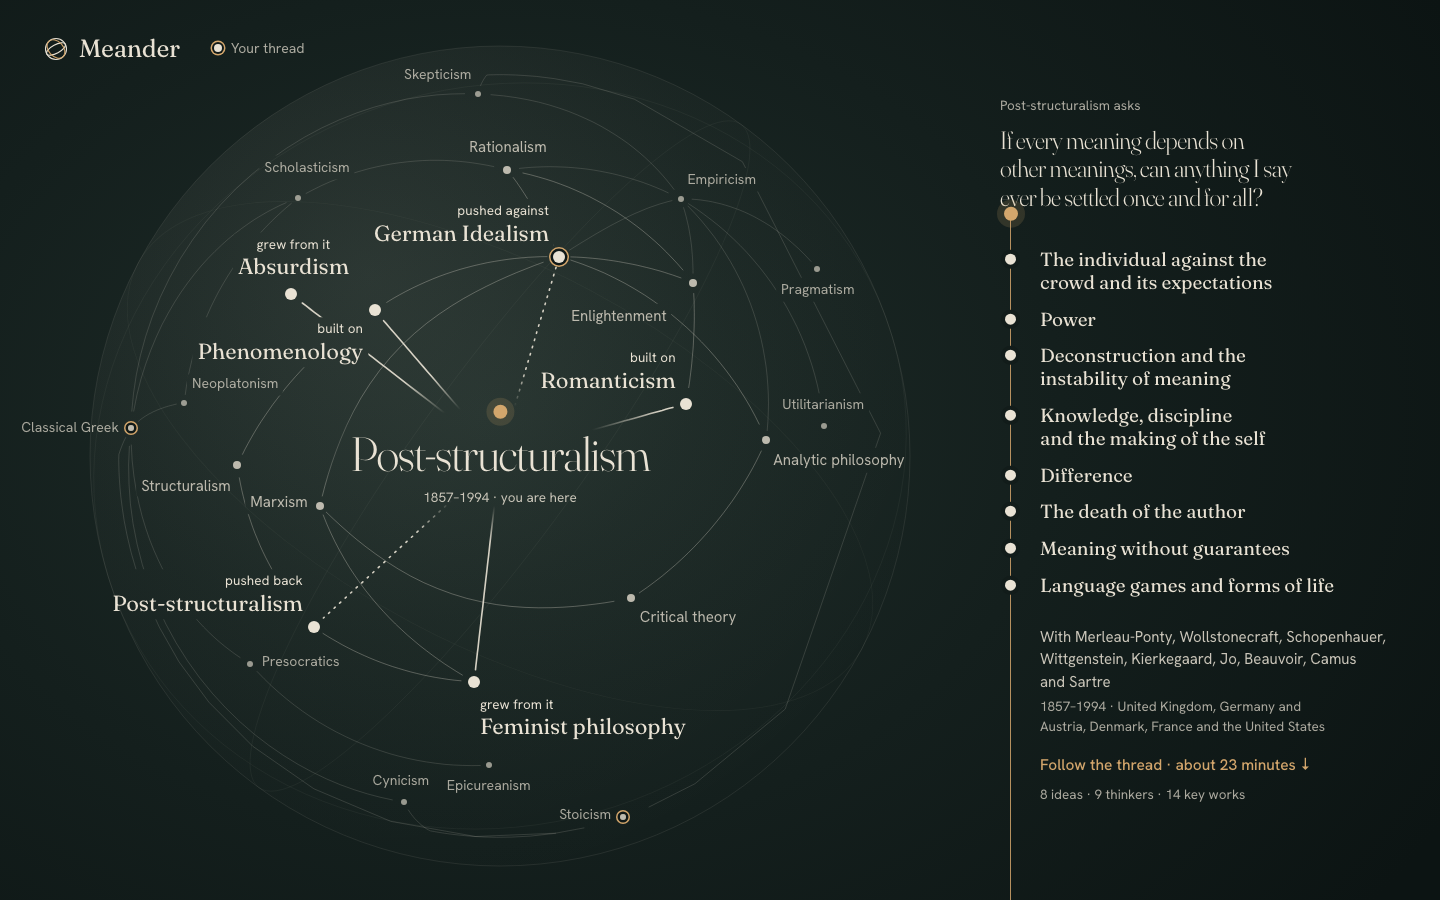 Meander
Your thread
Skepticism
Rationalism
Scholasticism
Empiricism
pushed against
German Idealism
grew from it
Absurdism
Pragmatism
Enlightenment
built on
Phenomenology
built on
Romanticism
Neoplatonism
Utilitarianism
Classical Greek
Post-structuralism
1857–1994 · you are here
Analytic philosophy
Structuralism
Marxism
pushed back
Post-structuralism
Critical theory
Presocratics
grew from it
Feminist philosophy
Cynicism
Epicureanism
Stoicism
Post-structuralism asks
If every meaning depends on
other meanings, can anything I say
ever be settled once and for all?
The individual against the
crowd and its expectations
Power
Deconstruction and the
instability of meaning
Knowledge, discipline
and the making of the self
Difference
The death of the author
Meaning without guarantees
Language games and forms of life
With Merleau-Ponty, Wollstonecraft, Schopenhauer,
Wittgenstein, Kierkegaard, Jo, Beauvoir, Camus
and Sartre
1857–1994 · United Kingdom, Germany and
Austria, Denmark, France and the United States
Follow the thread · about 23 minutes ↓
8 ideas · 9 thinkers · 14 key works